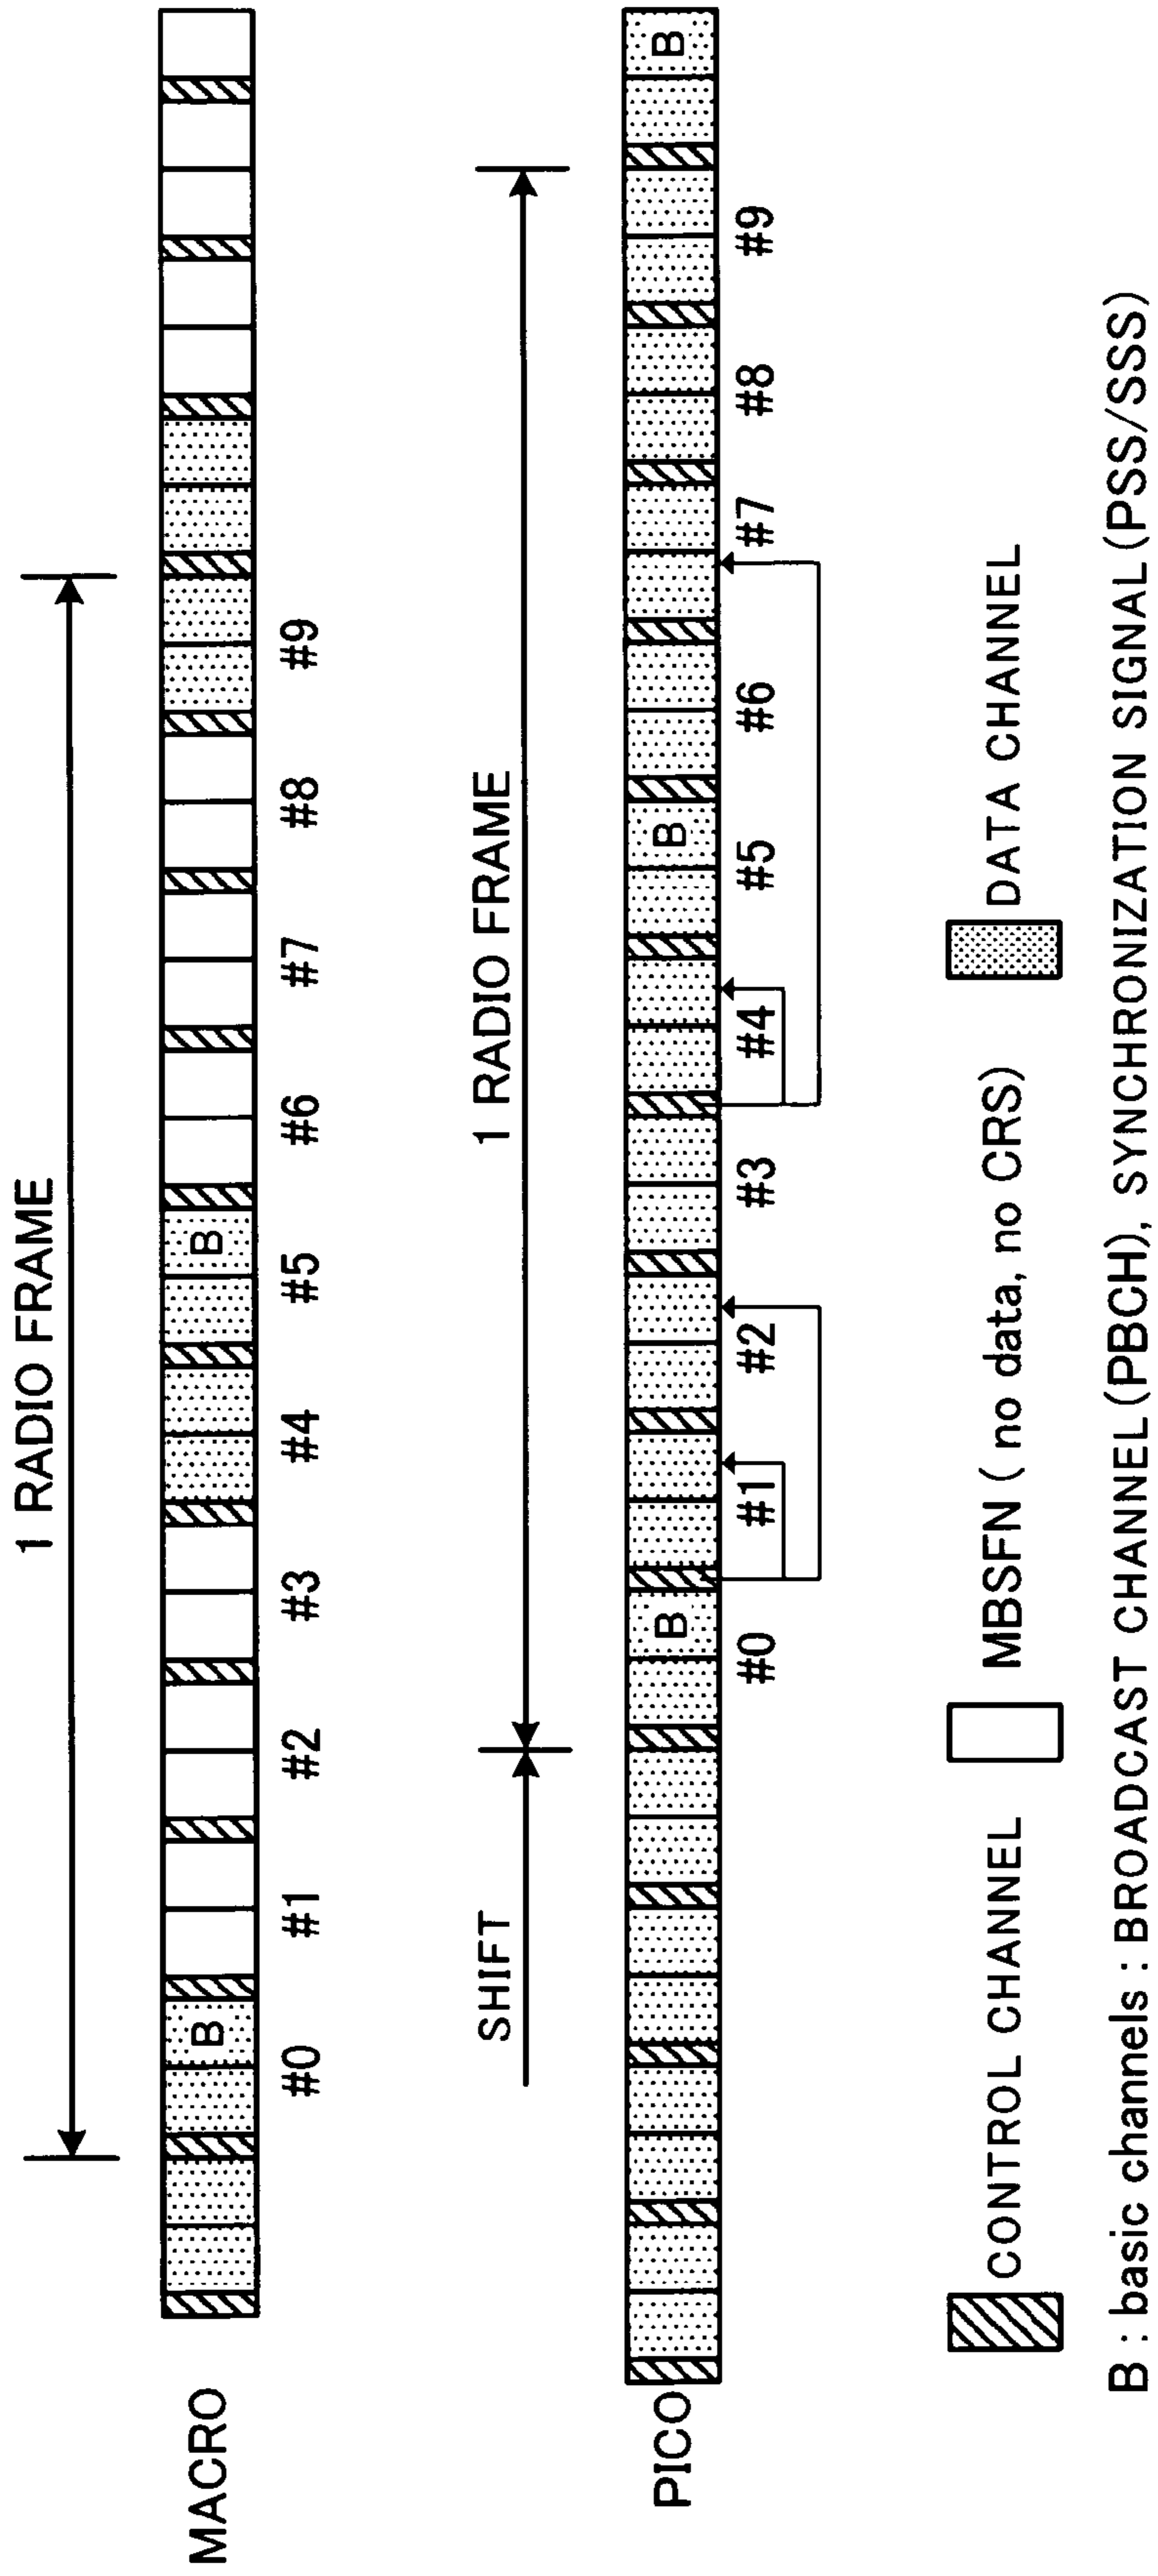 1 RADIO FRAME
MACRO
B
B
#0
#1
#2
#3
#4
#5
#6
#7
#8
#9
SHIFT
1 RADIO FRAME
PICO
B
B
B
#0
#1
#2
#3
#4
#5
#6
#7
#8
#9
CONTROL CHANNEL
MBSFN ( no data, no CRS)
DATA CHANNEL
B : basic channels : BROADCAST CHANNEL (PBCH), SYNCHRONIZATION SIGNAL (PSS/SSS)